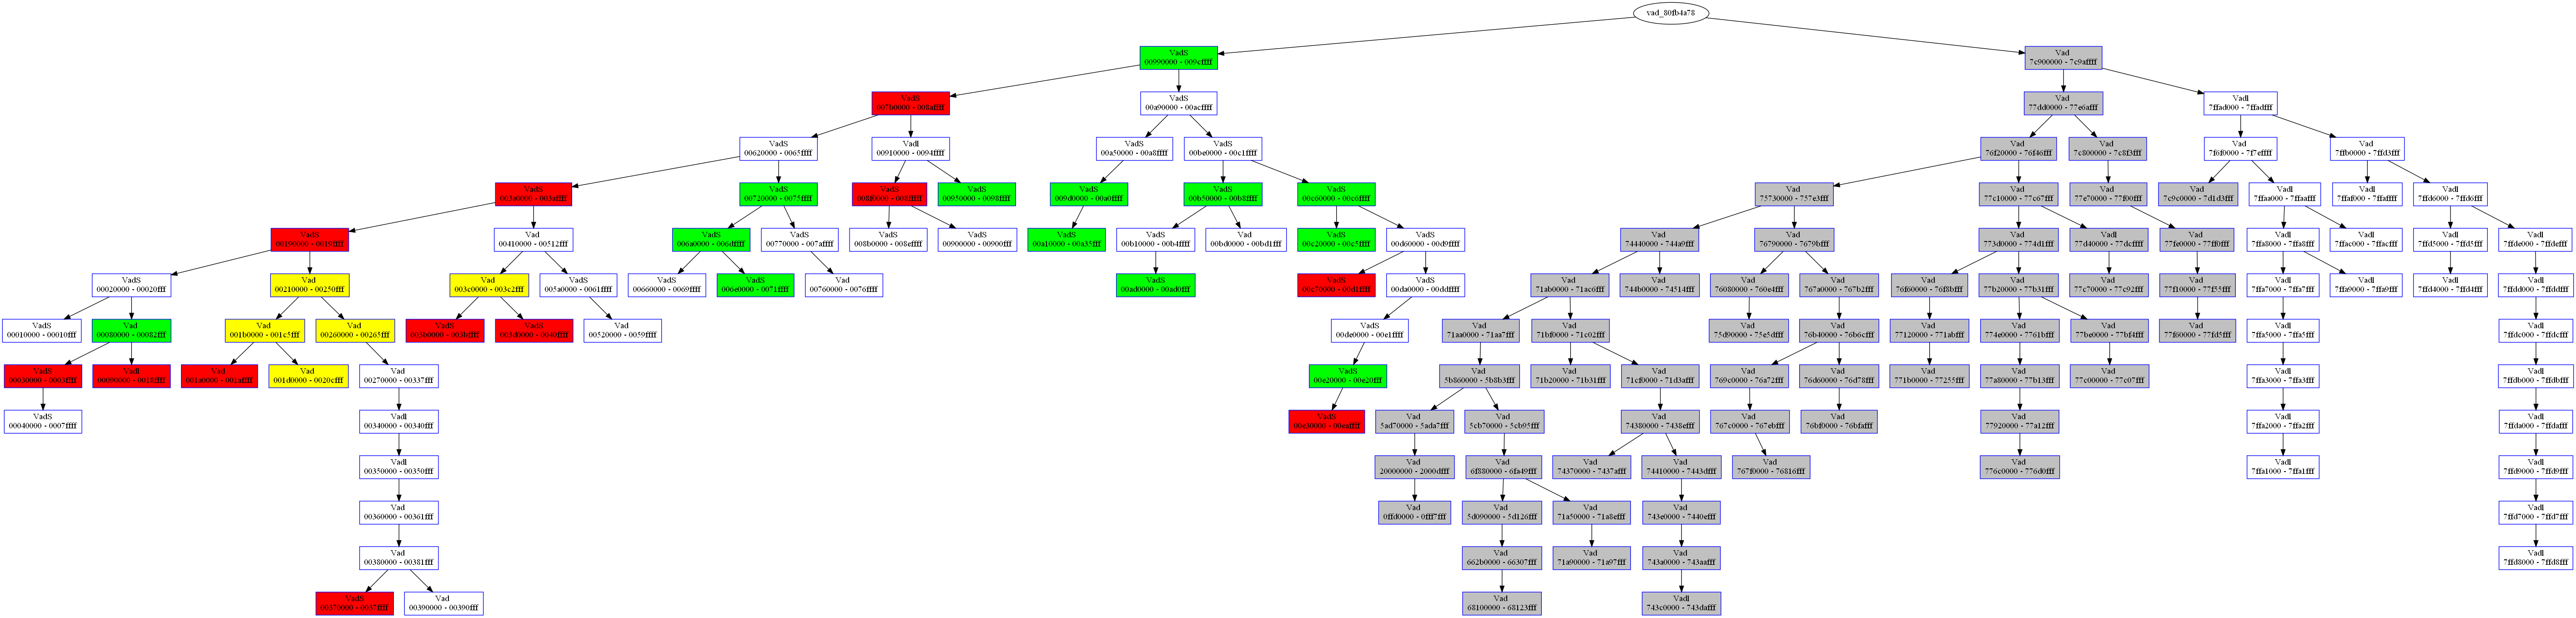 vad_80fb4a78
VadS
00990000 - 009cffff
Vad
7c900000 - 7c9affff
VadS
007b0000 - 008affff
VadS
00a90000 - 00acffff
Vad
77dd0000 - 77e6afff
Vadl
7ffad000 - 7ffadfff
VadS
00620000 - 0065ffff
Vadl
00910000 - 0094ffff
VadS
00a50000 - 00a8ffff
VadS
00be0000 - 00c1ffff
Vad
76f20000 - 76f46fff
Vad
7c800000 - 7c8f3fff
Vad
7f6f0000 - 7f7effff
Vad
7ffb0000 - 7ffd3fff
VadS
VadS
00720000 - 0075ffff
VadS
VadS
00950000 - 0098ffff
VadS
009d0000 - 00a0ffff
VadS
00b50000 - 00b8ffff
VadS
00c60000 - 00c6ffff
Vad
75730000 - 757e3fff
Vad
77c10000 - 77c67fff
Vad
77e70000 - 77f00fff
Vad
7c9c0000 - 7d1d3fff
Vadl
7ffaa000 - 7ffaafff
Vadl
7ffaf000 - 7ffaffff
Vadl
7ffd6000 - 7ffd6fff
VadS
00190000 - 0019ffff
Vad
00410000 - 00512fff
VadS
006a0000 - 006dffff
VadS
00770000 - 007affff
VadS
008b0000 - 008effff
VadS
00900000 - 00900fff
VadS
00a10000 - 00a35fff
VadS
00b10000 - 00b4ffff
Vad
00bd0000 - 00bd1fff
VadS
00c20000 - 00c5ffff
VadS
00d60000 - 00d9ffff
Vad
74440000 - 744a9fff
Vad
76790000 - 7679bfff
Vad
773d0000 - 774d1fff
Vad
77d40000 - 77dcffff
Vad
77fe0000 - 77ff0fff
Vadl
7ffa8000 - 7ffa8fff
Vadl
7ffac000 - 7ffacfff
Vadl
7ffd5000 - 7ffd5fff
Vadl
7ffde000 - 7ffdefff
VadS
00020000 - 00020fff
Vad
00210000 - 00250fff
Vad
003c0000 - 003c2fff
VadS
005a0000 - 0061ffff
VadS
00660000 - 0069ffff
VadS
006e0000 - 0071ffff
Vad
00760000 - 0076ffff
VadS
00ad0000 - 00ad0fff
VadS
VadS
00da0000 - 00ddffff
Vad
71ab0000 - 71ac6fff
Vad
744b0000 - 74514fff
Vad
76080000 - 760e4fff
Vad
767a0000 - 767b2fff
Vad
76f60000 - 76f8bfff
Vad
77b20000 - 77b31fff
Vad
77c70000 - 77c92fff
Vad
77f10000 - 77f55fff
Vadl
7ffa7000 - 7ffa7fff
Vadl
7ffa9000 - 7ffa9fff
Vadl
7ffd4000 - 7ffd4fff
Vadl
7ffdd000 - 7ffddfff
VadS
00010000 - 00010fff
Vad
00080000 - 00082fff
Vad
001b0000 - 001c5fff
Vad
00260000 - 00265fff
VadS
VadS
Vad
00520000 - 0059ffff
VadS
00de0000 - 00e1ffff
Vad
71aa0000 - 71aa7fff
Vad
71bf0000 - 71c02fff
Vad
75d90000 - 75e5dfff
Vad
76b40000 - 76b6cfff
Vad
77120000 - 771abfff
Vad
774e0000 - 7761bfff
Vad
77be0000 - 77bf4fff
Vad
77f60000 - 77fd5fff
Vadl
7ffa5000 - 7ffa5fff
Vadl
7ffdc000 - 7ffdcfff
VadS
00030000 - 0003ffff
Vadl
Vad
001a0000 - 001affff
Vad
001d0000 - 0020cfff
Vad
00270000 - 00337fff
VadS
00e20000 - 00e20fff
Vad
5b860000 - 5b8b3fff
Vad
71b20000 - 71b31fff
Vad
71cf0000 - 71d3afff
Vad
769c0000 - 76a72fff
Vad
76d60000 - 76d78fff
Vad
771b0000 - 77255fff
Vad
77a80000 - 77b13fff
Vad
77c00000 - 77c07fff
Vadl
7ffa3000 - 7ffa3fff
Vadl
7ffdb000 - 7ffdbfff
VadS
00040000 - 0007ffff
Vadl
00340000 - 00340fff
VadS
Vad
5ad70000 - 5ada7fff
Vad
5cb70000 - 5cb95fff
Vad
74380000 - 7438efff
Vad
767c0000 - 767ebfff
Vad
76bf0000 - 76bfafff
Vad
77920000 - 77a12fff
Vadl
7ffa2000 - 7ffa2fff
Vadl
7ffda000 - 7ffdafff
Vadl
00350000 - 00350fff
Vad
20000000 - 2000dfff
Vad
6f880000 - 6fa49fff
Vad
74370000 - 7437afff
Vad
74410000 - 7443dfff
Vad
767f0000 - 76816fff
Vad
776c0000 - 776d0fff
Vadl
7ffa1000 - 7ffa1fff
Vadl
7ffd9000 - 7ffd9fff
Vad
00360000 - 00361fff
Vad
0ffd0000 - 0fff7fff
Vad
5d090000 - 5d126fff
Vad
71a50000 - 71a8efff
Vad
743e0000 - 7440efff
Vadl
7ffd7000 - 7ffd7fff
Vad
00380000 - 00381fff
Vad
662b0000 - 66307fff
Vad
71a90000 - 71a97fff
Vad
743a0000 - 743aafff
Vadl
7ffd8000 - 7ffd8fff
VadS
Vad
00390000 - 00390fff
Vad
68100000 - 68123fff
Vadl
743c0000 - 743dafff